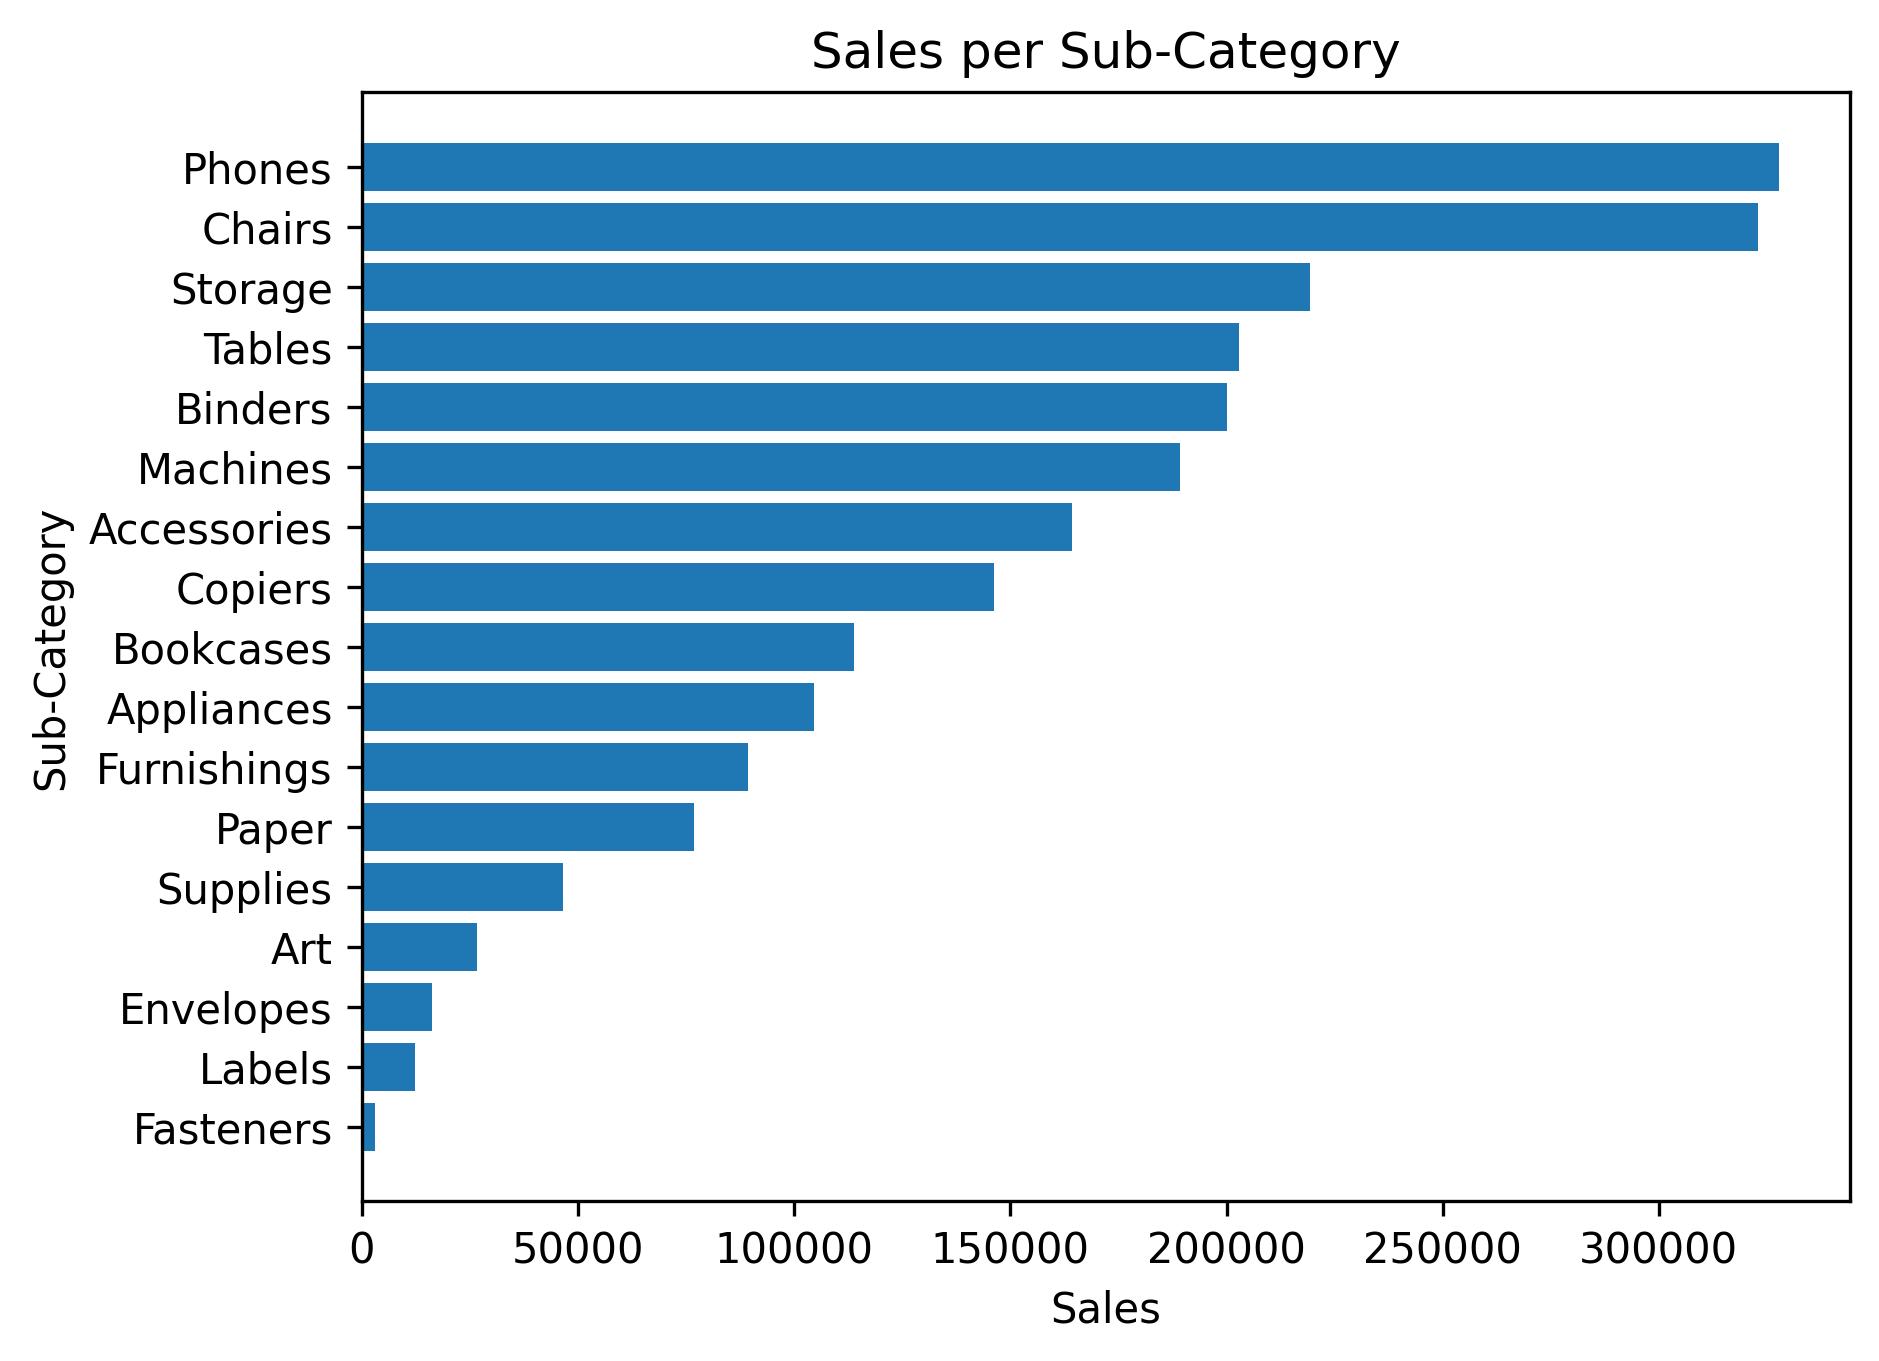 Sales per Sub-Category
Phones
Chairs
Storage
Tables
Binders
Machines
Accessories
Copiers
Bookcases
Appliances
Furnishings
Paper
Supplies
Art
Envelopes
Labels
Fasteners
Sub-Category
0 50000 100000 150000 200000 250000 300000
Sales